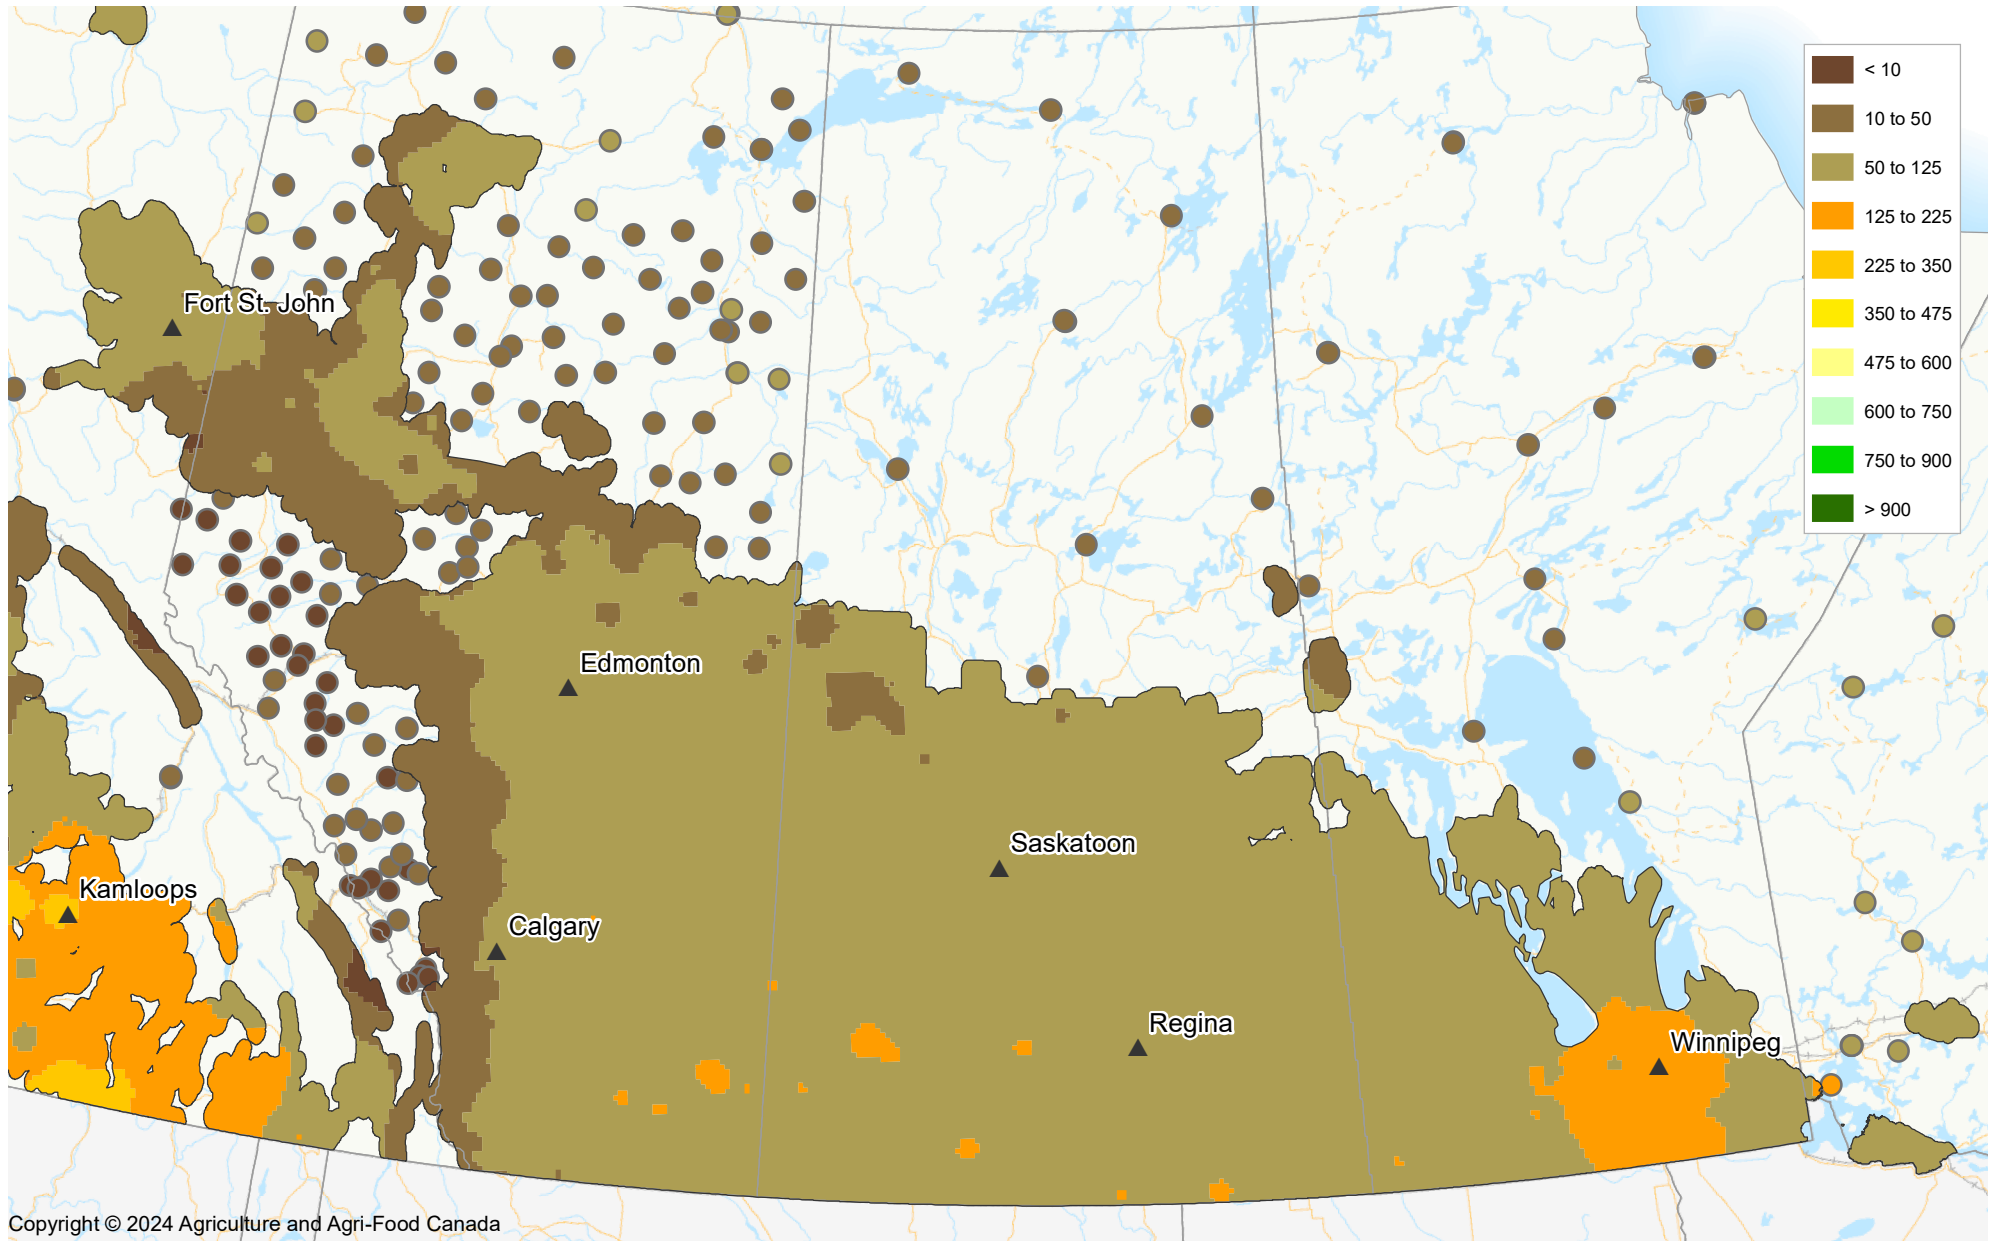 < 10
10 to 50
50 to 125
125 to 225
225 to 350
350 to 475
475 to 600
600 to 750
750 to 900
> 900
Fort St. John
Edmonton
Saskatoon
Kamloops
Calgary
Regina
Winnipeg
Copyright © 2024 Agriculture and Agri-Food Canada